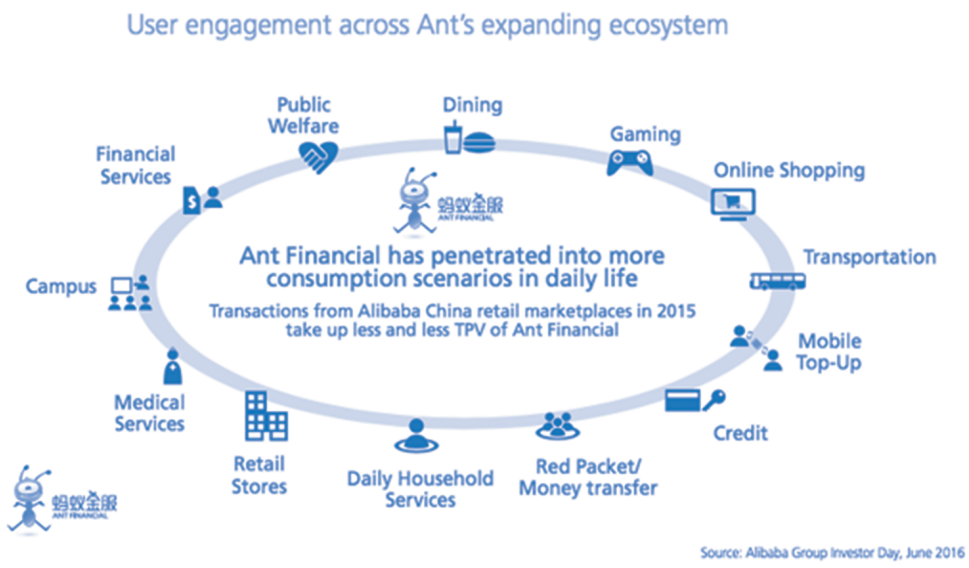 User engagement across Ant's expanding ecosystem
Public
Welfare
Dining
Gaming
Financial
Services
Online Shopping
蚂蚁金服
ANT FINANCIAL
Ant Financial has penetrated into more
consumption scenarios in daily life
Transportation
Campus
$
Transactions from Alibaba China retail marketplaces in 2015
take up less and less TPV of Ant Financial
Mobile
Top-Up
Medical
Services
Credit
Retail
Stores
Daily Household
Services
Red Packet/
Money transfer
蚂蚁金服
ANT FINANCIAL
Source: Alibaba Group Investor Day, June 2016